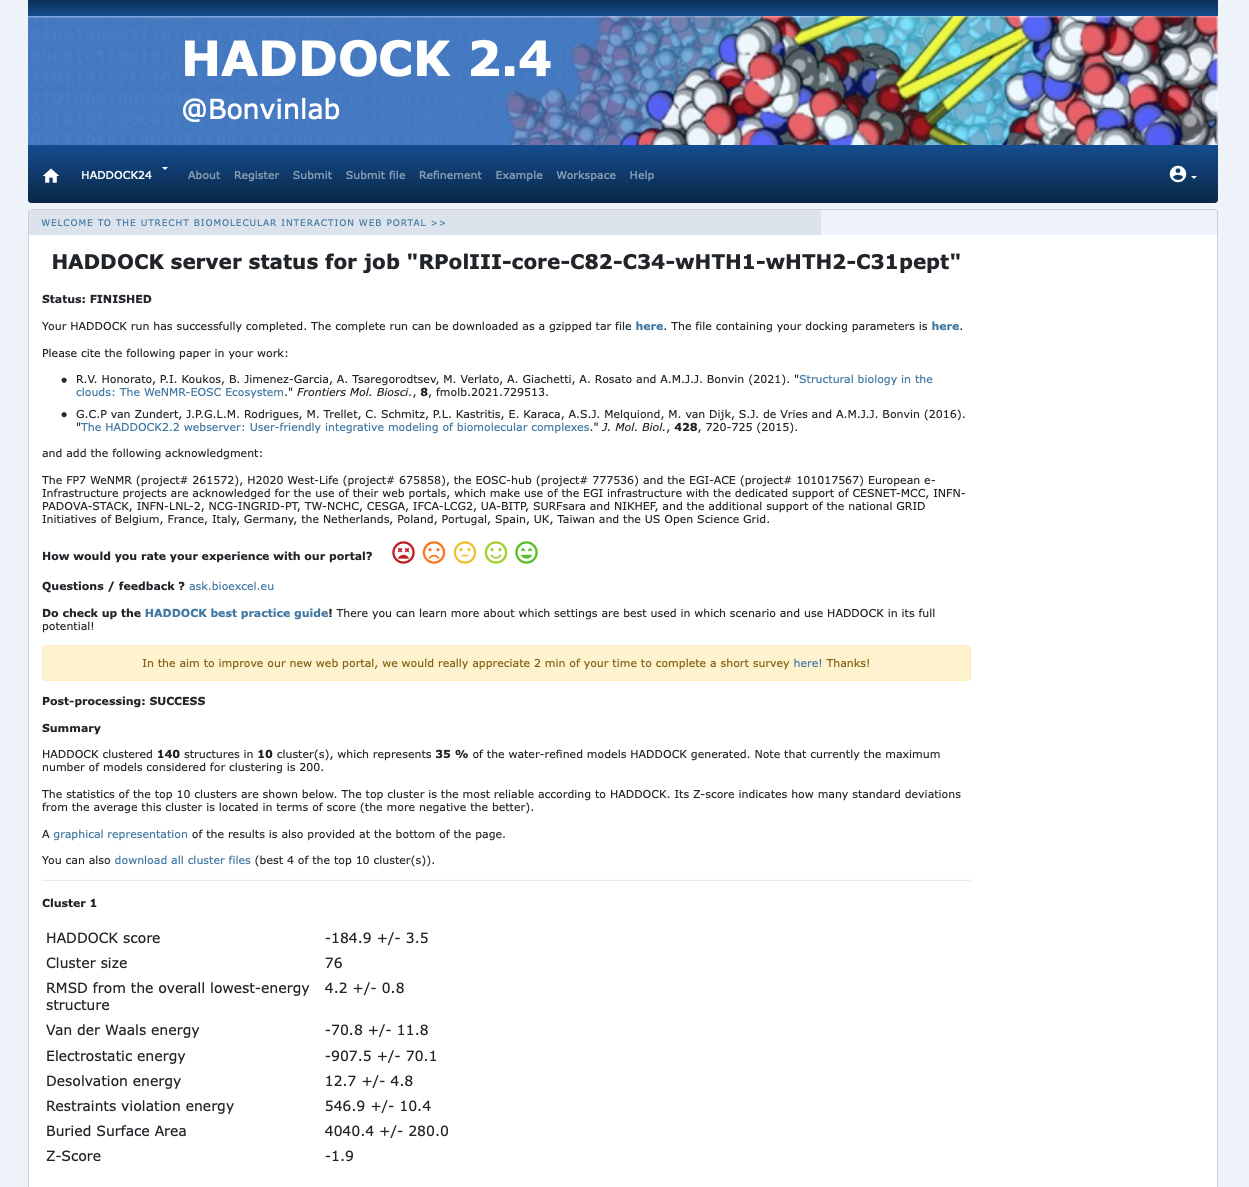 HADDOCK 2.4
@Bonvinlab
HADDOCK24 About Register Submit Submit file Refinement Example Workspace Help
WELCOME TO THE UTRECHT BIOMOLECULAR INTERACTION WEB PORTAL >>
HADDOCK server status for job "RPolIII-core-C82-C34-wHTH1-wHTH2-C31pept"
Status: FINISHED
Your HADDOCK run has successfully completed. The complete run can be downloaded as a gzipped tar file here. The file containing your docking parameters is here.
Please cite the following paper in your work:
• R.V. Honorato, P.I. Koukos, B. Jimenez-Garcia, A. Tsaregorodtsev, M. Verlato, A. Giachetti, A. Rosato and A.M.J.J. Bonvin (2021). "Structural biology in the
clouds: The WeNMR-EOSC Ecosystem." Frontiers Mol. Biosci., 8, fmolb.2021.729513.
• G.C.P van Zundert, J.P.G.L.M. Rodrigues, M. Trellet, C. Schmitz, P.L. Kastritis, E. Karaca, A.S.J. Melquiond, M. van Dijk, S.J. de Vries and A.M.J.J. Bonvin (2016).
"The HADDOCK2.2 webserver: User-friendly integrative modeling of biomolecular complexes." J. Mol. Biol., 428, 720-725 (2015).
and add the following acknowledgment:
The FP7 WeNMR (project# 261572), H2020 West-Life (project# 675858), the EOSC-hub (project# 777536) and the EGI-ACE (project# 101017567) European e-
Infrastructure projects are acknowledged for the use of their web portals, which make use of the EGI infrastructure with the dedicated support of CESNET-MCC, INFN-
PADOVA-STACK, INFN-LNL-2, NCG-INGRID-PT, TW-NCHC, CESGA, IFCA-LCG2, UA-BITP, SURFsara and NIKHEF, and the additional support of the national GRID
Initiatives of Belgium, France, Italy, Germany, the Netherlands, Poland, Portugal, Spain, UK, Taiwan and the US Open Science Grid.
How would you rate your experience with our portal?
Questions / feedback ? ask.bioexcel.eu
Do check up the HADDOCK best practice guide! There you can learn more about which settings are best used in which scenario and use HADDOCK in its full
potential!
In the aim to improve our new web portal, we would really appreciate 2 min of your time to complete a short survey here! Thanks!
Post-processing: SUCCESS
Summary
HADDOCK clustered 140 structures in 10 cluster(s), which represents 35 % of the water-refined models HADDOCK generated. Note that currently the maximum
number of models considered for clustering is 200.
The statistics of the top 10 clusters are shown below. The top cluster is the most reliable according to HADDOCK. Its Z-score indicates how many standard deviations
from the average this cluster is located in terms of score (the more negative the better).
A graphical representation of the results is also provided at the bottom of the page.
You can also download all cluster files (best 4 of the top 10 cluster(s)).
Cluster 1
HADDOCK score -184.9 +/- 3.5
Cluster size 76
RMSD from the overall lowest-energy 4.2 +/- 0.8
structure
Van der Waals energy -70.8 +/- 11.8
Electrostatic energy -907.5 +/- 70.1
Desolvation energy 12.7 +/- 4.8
Restraints violation energy 546.9 +/- 10.4
Buried Surface Area 4040.4 +/- 280.0
Z-Score -1.9